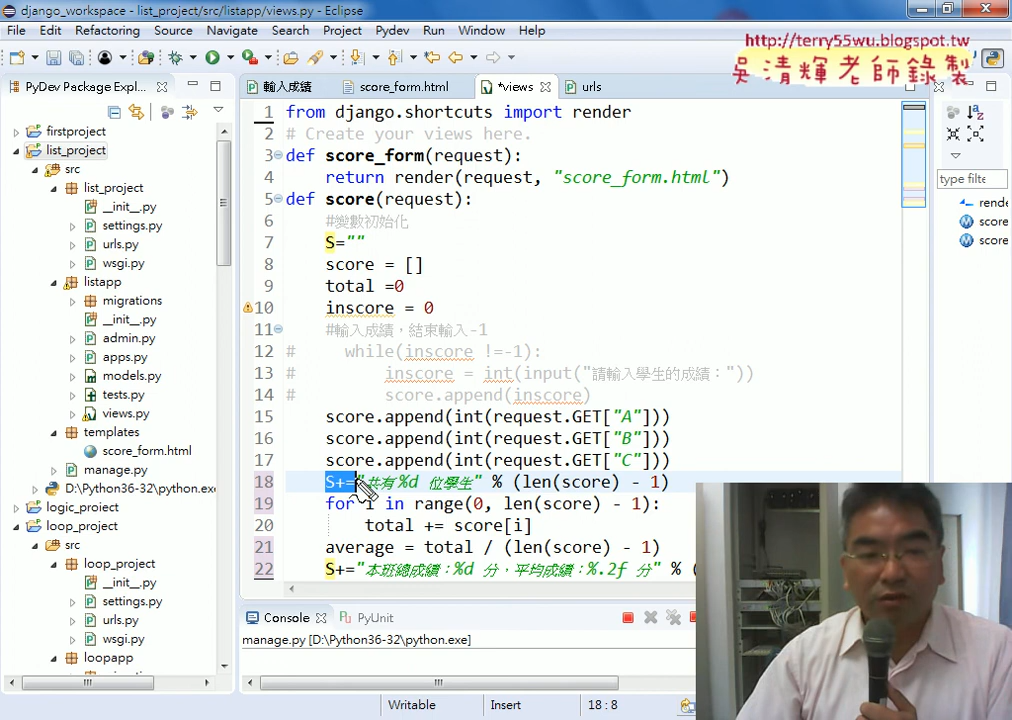 django_workspace - list_project/src/listapp/views.py - Eclipse
File Edit Refactoring Source Navigate Search Project Pydev Run Window Help
http://terry55wu.blogspot.tw
吳清輝老師錄製
PyDev Package Expl...
輸入成績
score_form.html
*views
urls
firstproject
list_project
src
list_project
__init__.py
settings.py
urls.py
wsgi.py
listapp
migrations
__init__.py
admin.py
apps.py
models.py
tests.py
views.py
templates
score_form.html
manage.py
D:\Python36-32\python.exe
logic_project
loop_project
src
loop_project
__init__.py
settings.py
urls.py
wsgi.py
loopapp
1 from django.shortcuts import render
2 # Create your views here.
3 def score_form(request):
4 return render(request, "score_form.html")
5 def score(request):
6 #變數初始化
7 S=""
8 score = []
9 total =0
10 inscore = 0
11 #輸入成績，結束輸入-1
12 # while(inscore !=-1):
13 # inscore = int(input("請輸入學生的成績："))
14 # score.append(inscore)
15 score.append(int(request.GET["A"]))
16 score.append(int(request.GET["B"]))
17 score.append(int(request.GET["C"]))
18 S+="共有%d 位學生" % (len(score) - 1)
19 for i in range(0, len(score) - 1):
20 total += score[i]
21 average = total / (len(score) - 1)
22 S+="本班總成績：%d 分，平均成績：%.2f 分" % (
type filte
rende
score
score
Console
PyUnit
manage.py [D:\Python36-32\python.exe]
Writable
Insert
18 : 8